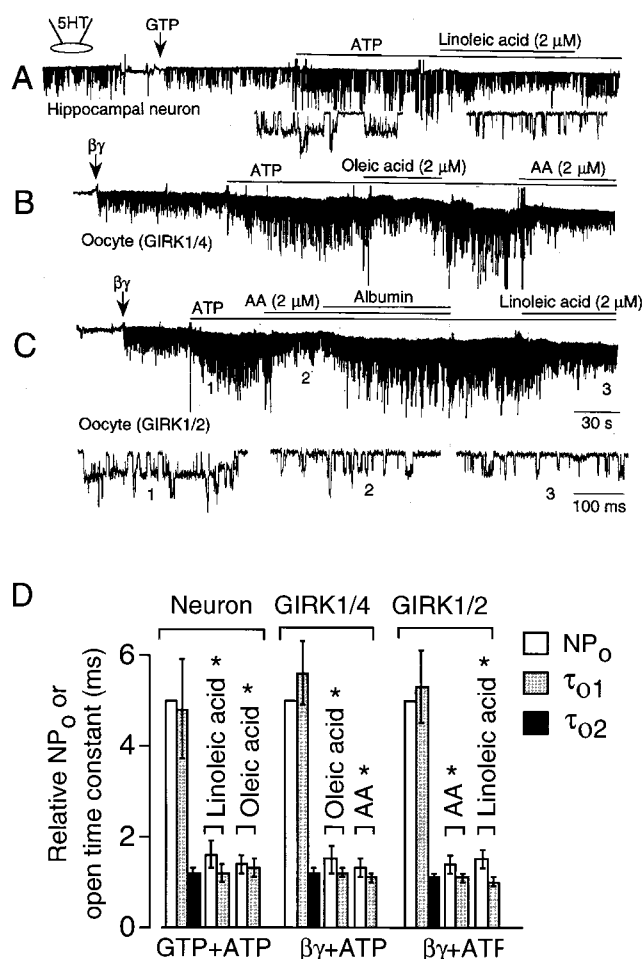 5HT
GTP
ATP
Linoleic acid (2 μM)
A
Hippocampal neuron
βγ
ATP
Oleic acid (2 μM)
AA (2 μM)
B
Oocyte (GIRK1/4)
βγ
ATP
AA (2 μM)
Albumin
Linoleic acid (2 μM)
C
1
2
3
Oocyte (GIRK1/2)
30 s
1
2
3
100 ms
D
Neuron
GIRK1/4
GIRK1/2
NPo
τo1
τo2
Relative NPo or
open time constant (ms)
6
4
2
0
Linoleic acid *
Oleic acid *
Oleic acid *
AA *
AA *
Linoleic acid *
GTP+ATP
βγ+ATP
βγ+ATF